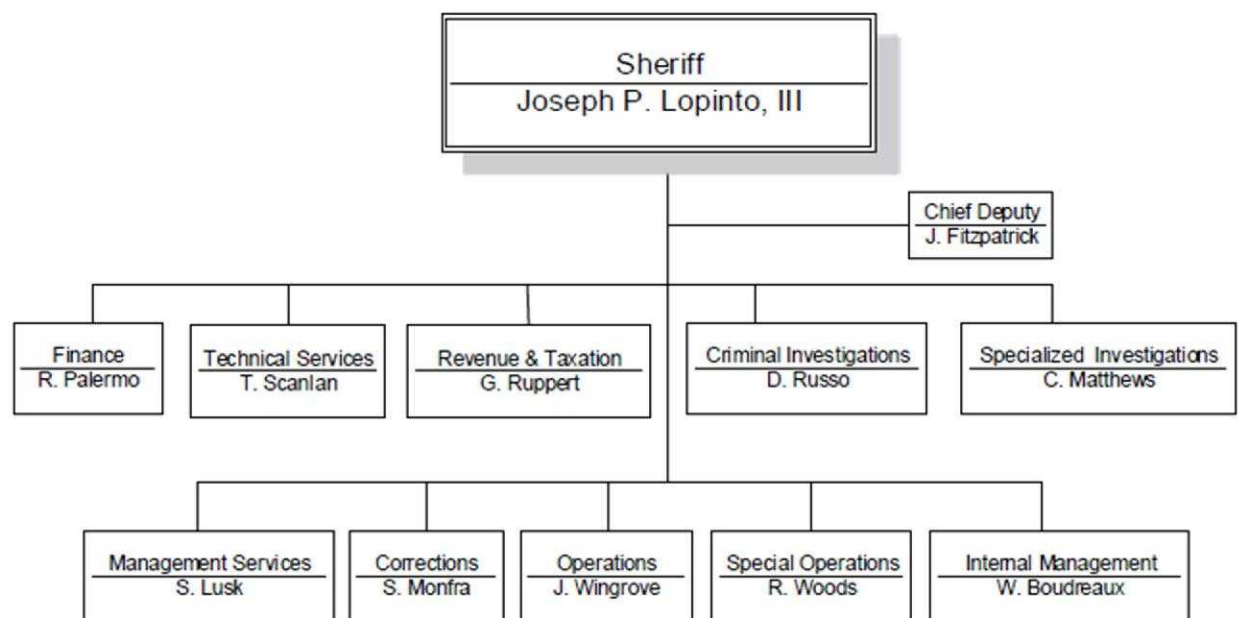 Sheriff
Joseph P. Lopinto, III
Chief Deputy
J. Fitzpatrick
Finance
R. Palermo
Technical Services
T. Scanlan
Revenue & Taxation
G. Ruppert
Criminal Investigations
D. Russo
Specialized Investigations
C. Matthews
Management Services
S. Lusk
Corrections
S. Monfra
Operations
J. Wingrove
Special Operations
R. Woods
Internal Management
W. Boudreaux